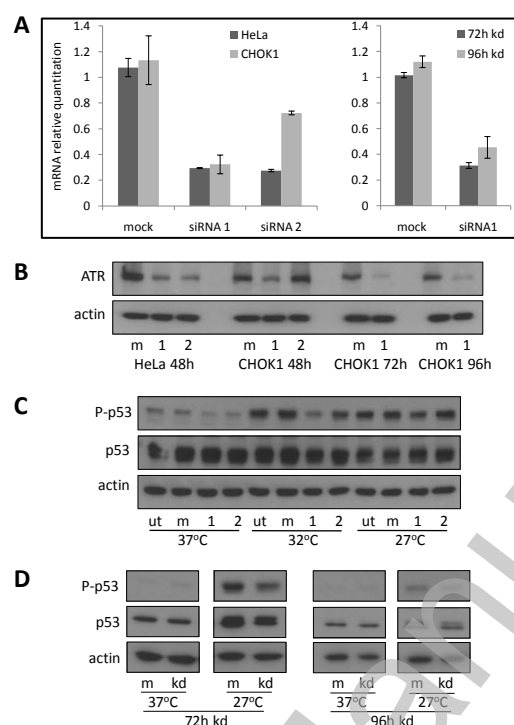 A
mRNA relative quantitation
1.4
1.2
1
0.8
0.6
0.4
0.2
0
HeLa
CHOK1
mock siRNA 1 siRNA 2
1.4
1.2
1
0.8
0.6
0.4
0.2
0
72h kd
96h kd
mock siRNA1
B
ATR
actin
m 1 2 m 1 2 m 1 m 1
HeLa 48h CHOK1 48h CHOK1 72h CHOK1 96h
C
P-p53
p53
actin
ut m 1 2 ut m 1 2 ut m 1 2
37°C 32°C 27°C
D
P-p53
p53
actin
m kd m kd m kd m kd
37°C 27°C 37°C 27°C
72h kd 96h kd